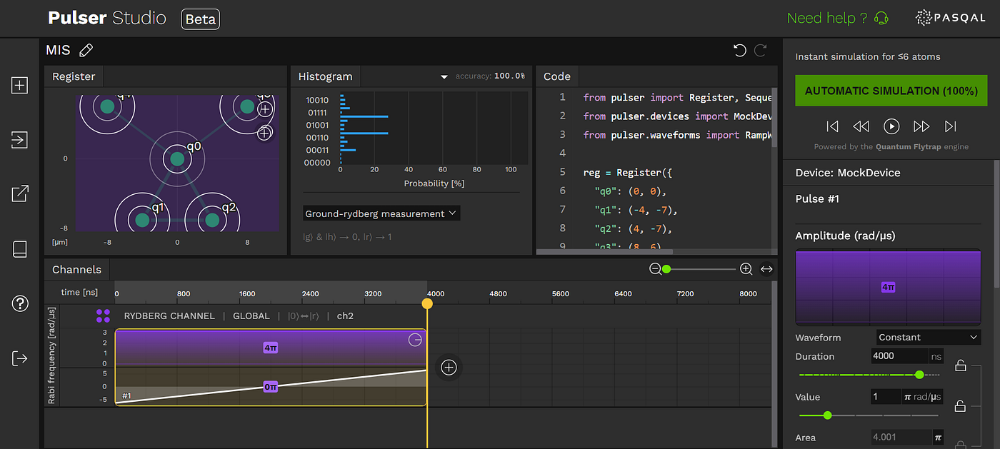 Pulser Studio Beta
Need help ?
PASQAL
MIS
Register
q4
q3
q0
q1
q2
0
-8
[µm]
-8
0
8
Histogram
accuracy: 100.0%
10010
01111
01001
00110
00011
00000
0 20 40 60 80 100
Probability [%]
Ground-rydberg measurement
|g⟩ & |h⟩ → 0, |r⟩ → 1
Code
1 from pulser import Register, Seque
2 from pulser.devices import MockDev
3 from pulser.waveforms import RampW
4
5 reg = Register({
6 "q0": (0, 0),
7 "q1": (-4, -7),
8 "q2": (4, -7),
9 "q3": (8, 6)
Channels
time [ns]
0 800 1600 2400 3200 4000 4800 5600 6400 7200 8000
RYDBERG CHANNEL | GLOBAL | |0⟩↔|r⟩ | ch2
Rabi frequency [rad/µs]
3
2
1
0
5
0
-5
4π
0π
#1
Instant simulation for ≤6 atoms
AUTOMATIC SIMULATION (100%)
Powered by the Quantum Flytrap engine
Device: MockDevice
Pulse #1
Amplitude (rad/µs)
4π
Waveform Constant
Duration 4000 ns
Value 1 π rad/µs
Area 4.001 π